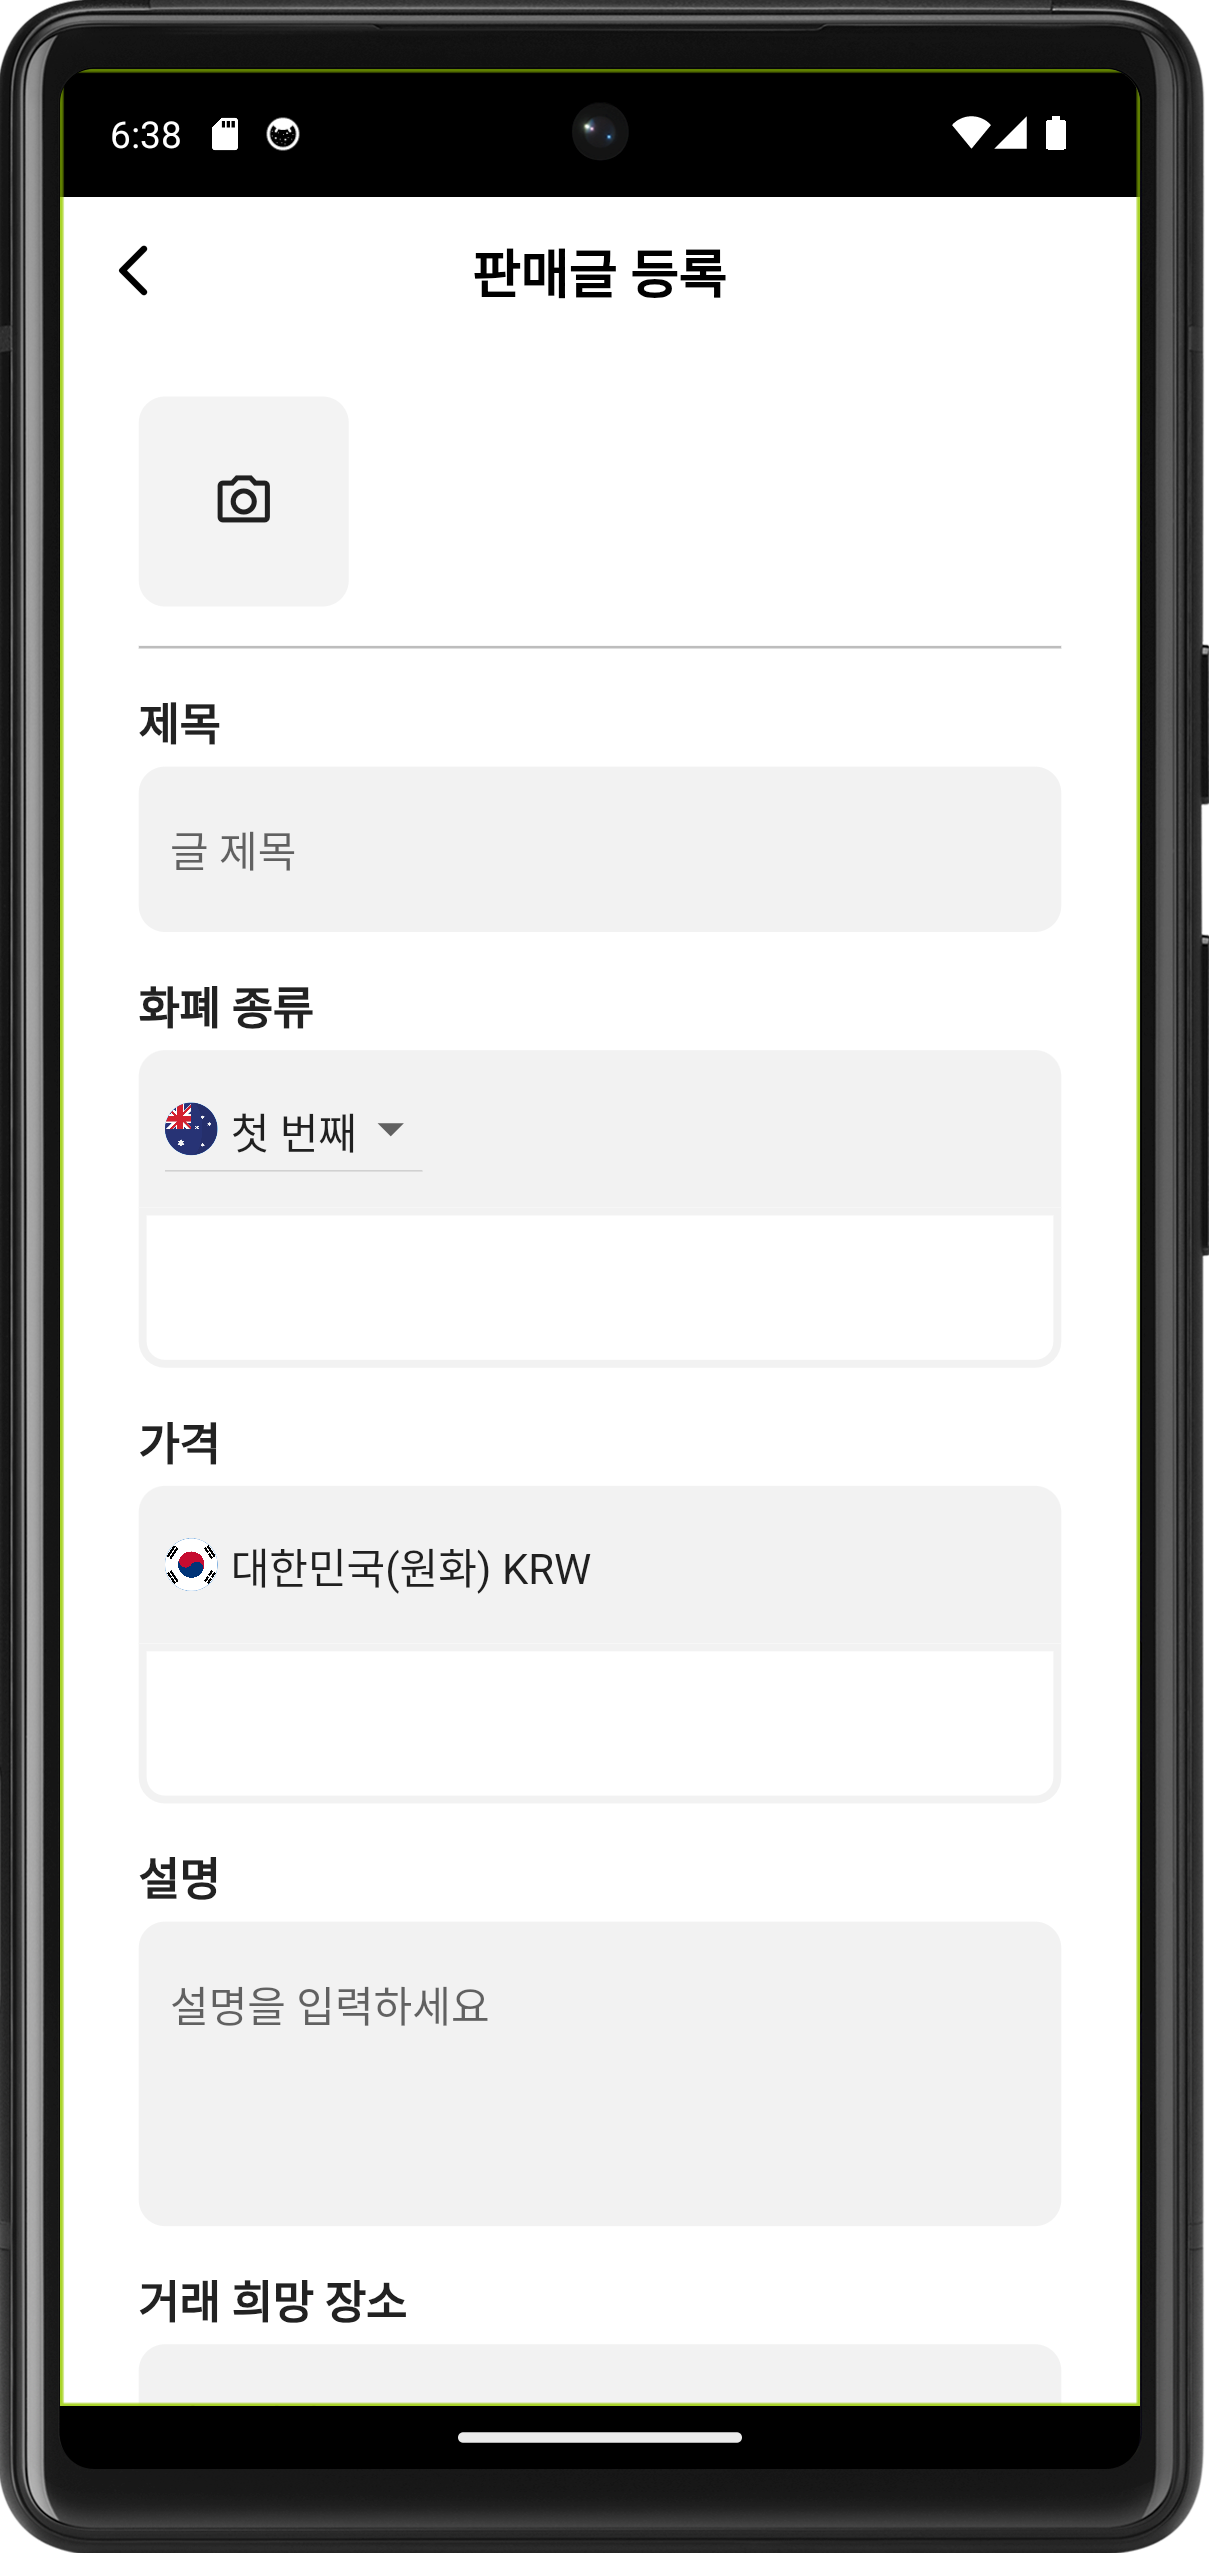 6:38
판매글 등록
제목
글 제목
화폐 종류
첫 번째
가격
대한민국(원화) KRW
설명
설명을 입력하세요
거래 희망 장소